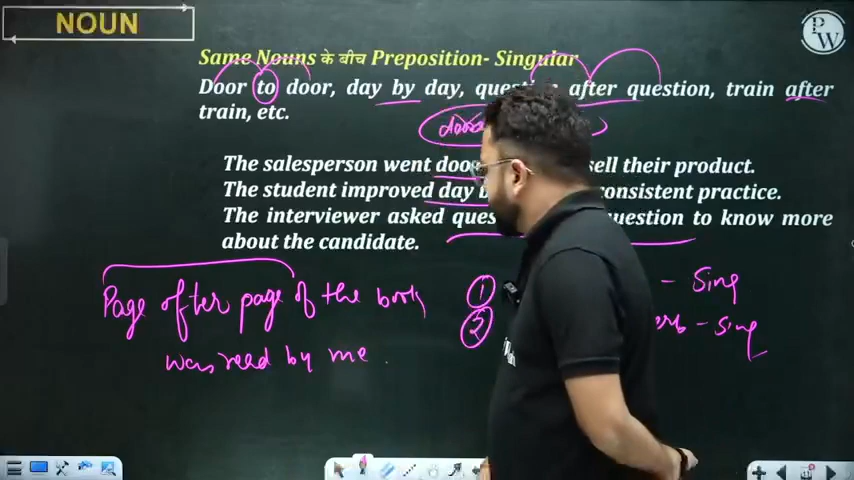 NOUN
PW
Same Nouns के बीच Preposition- Singular
Door to door, day by day, question after question, train after
train, etc.
The salesperson went sell their product.
The student improved day consistent practice.
The interviewer asked question to know more
about the candidate.
Page after page of the book
was read by me.
① - Sing
② - Sing